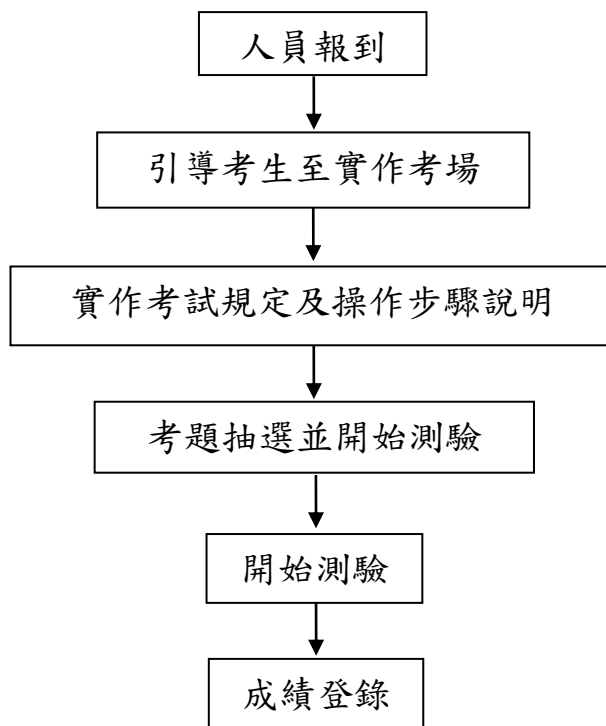 人員報到
引導考生至實作考場
實作考試規定及操作步驟說明
考題抽選並開始測驗
開始測驗
成績登錄